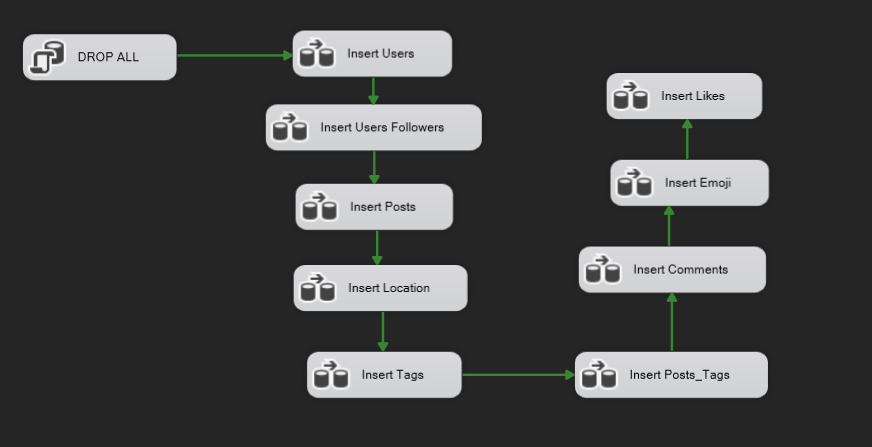 DROP ALL
Insert Users
Insert Users Followers
Insert Posts
Insert Location
Insert Tags
Insert Posts_Tags
Insert Comments
Insert Emoji
Insert Likes